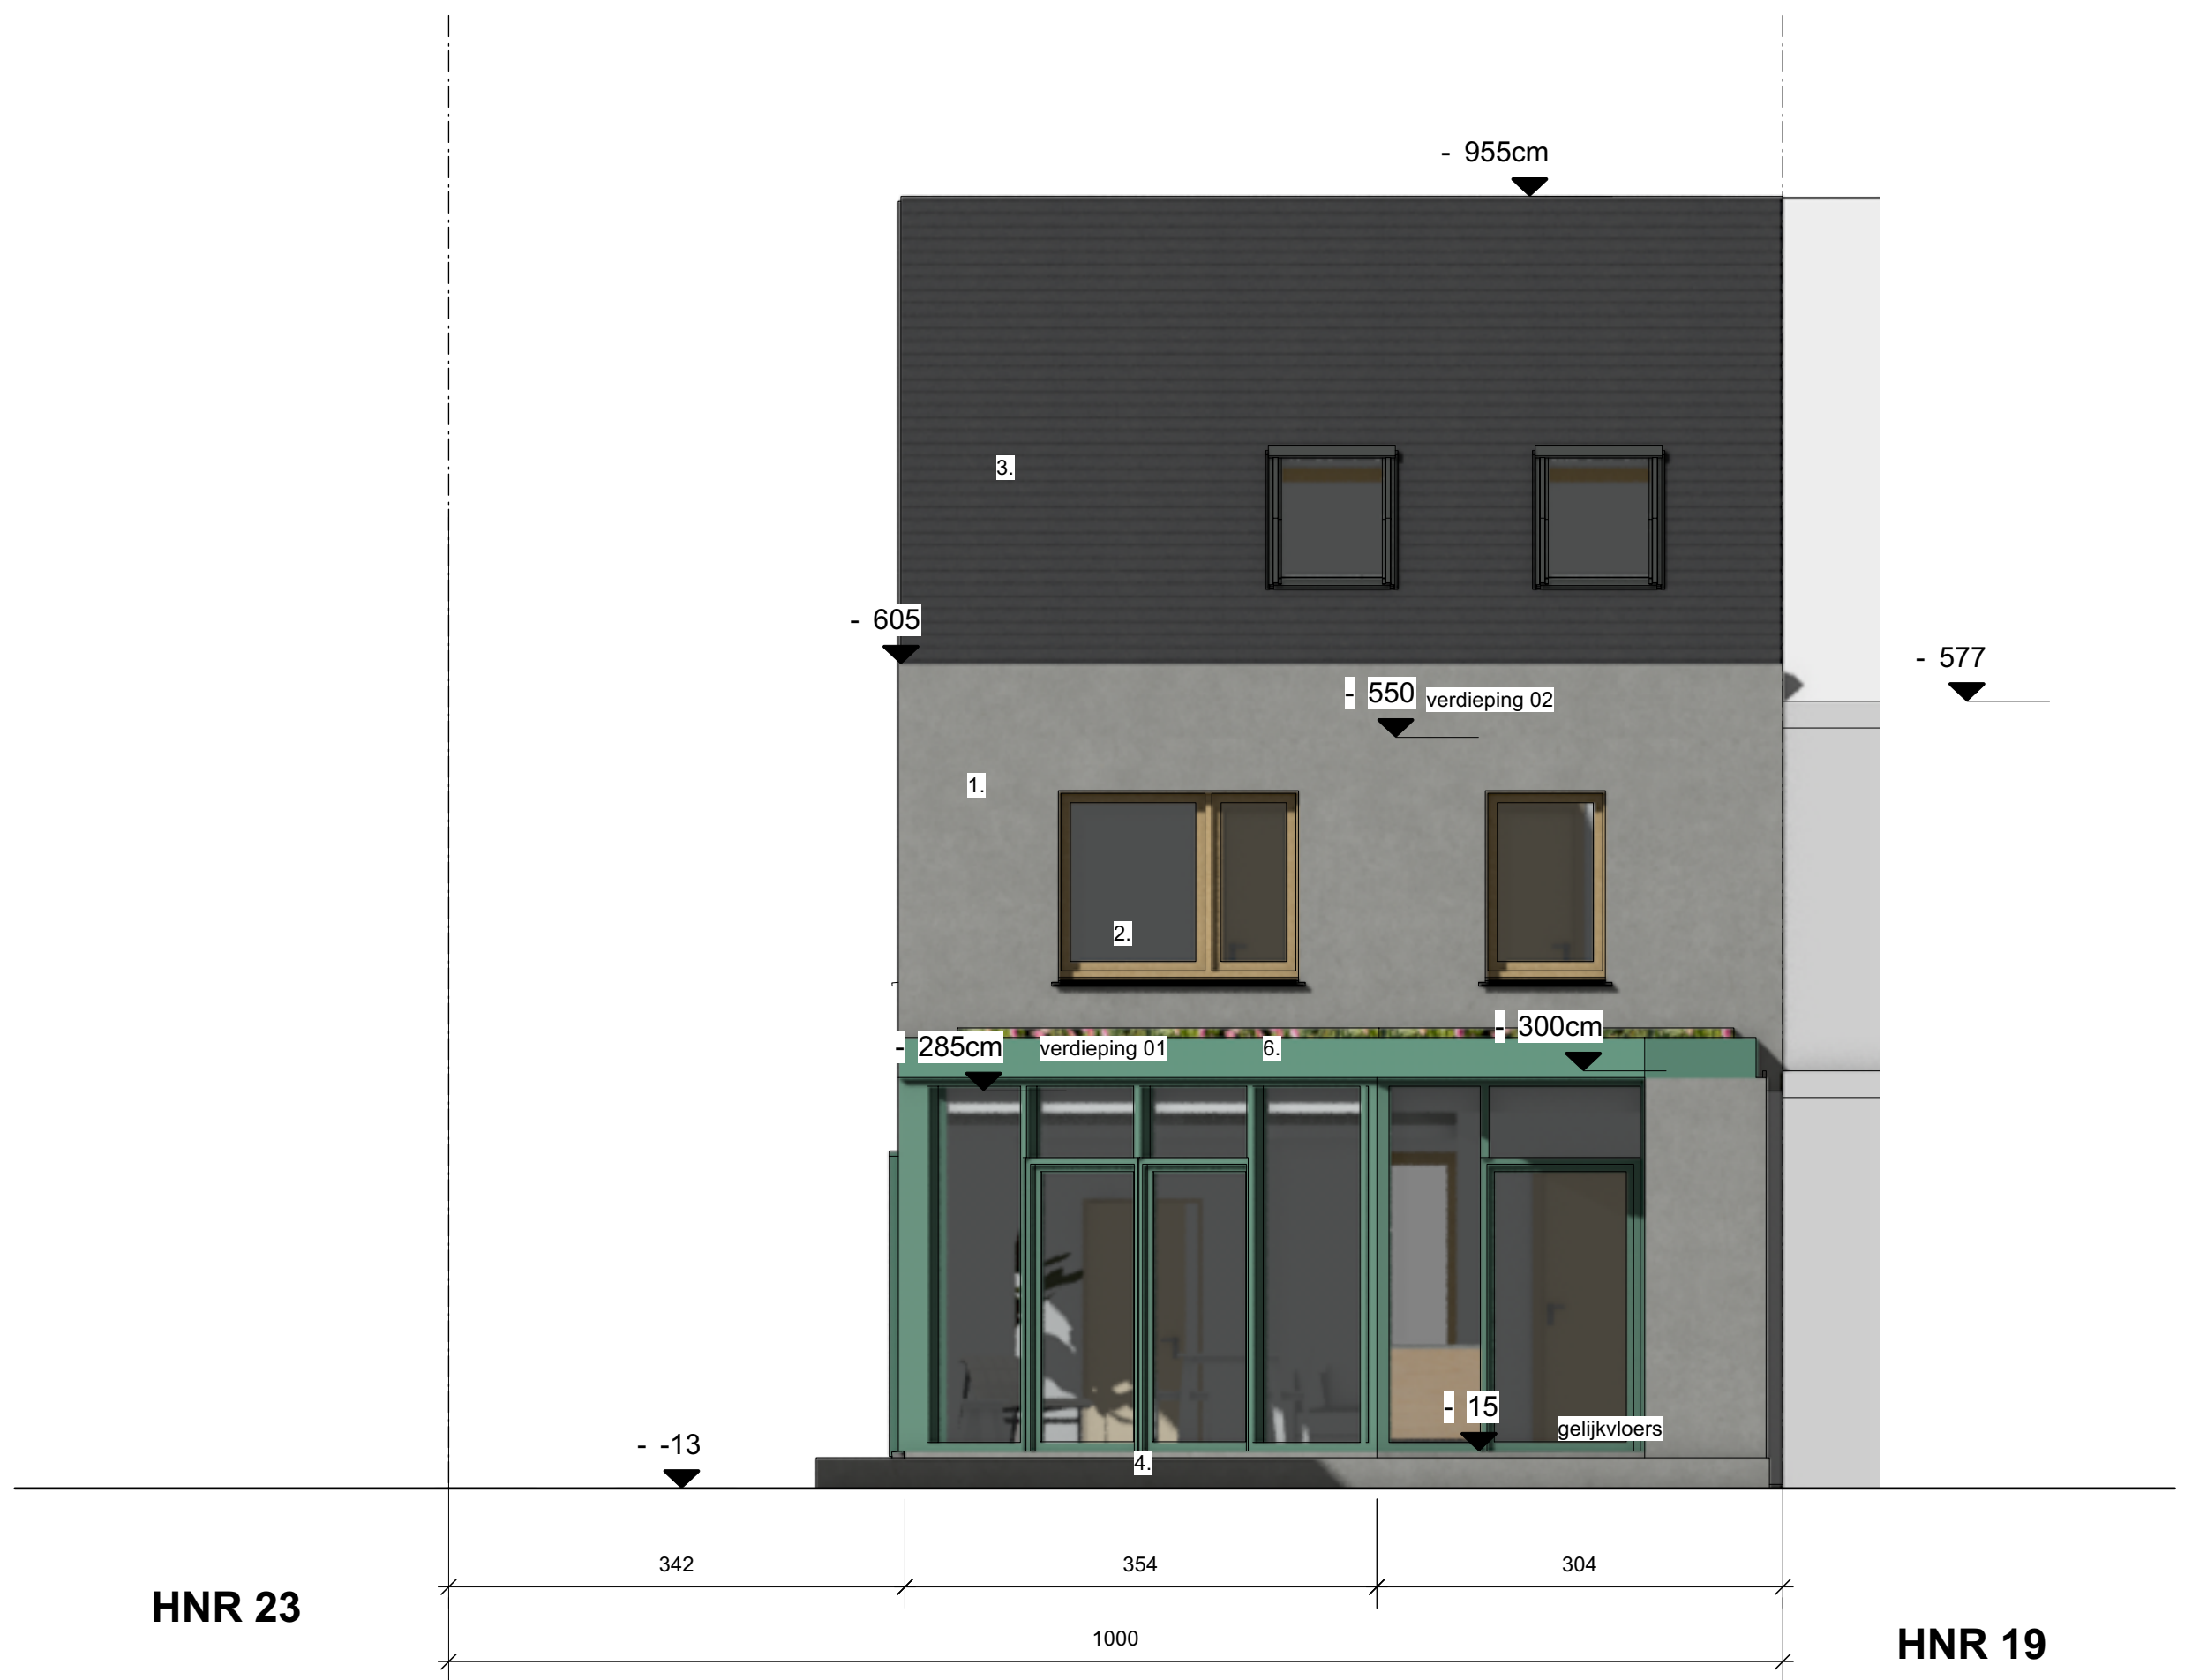 - 955cm
3.
- 605
- 577
- 550 verdieping 02
1.
2.
- 300cm
- 285cm verdieping 01 6.
- 15
gelijkvloers
- -13
4.
342 354 304
HNR 23
1000
HNR 19